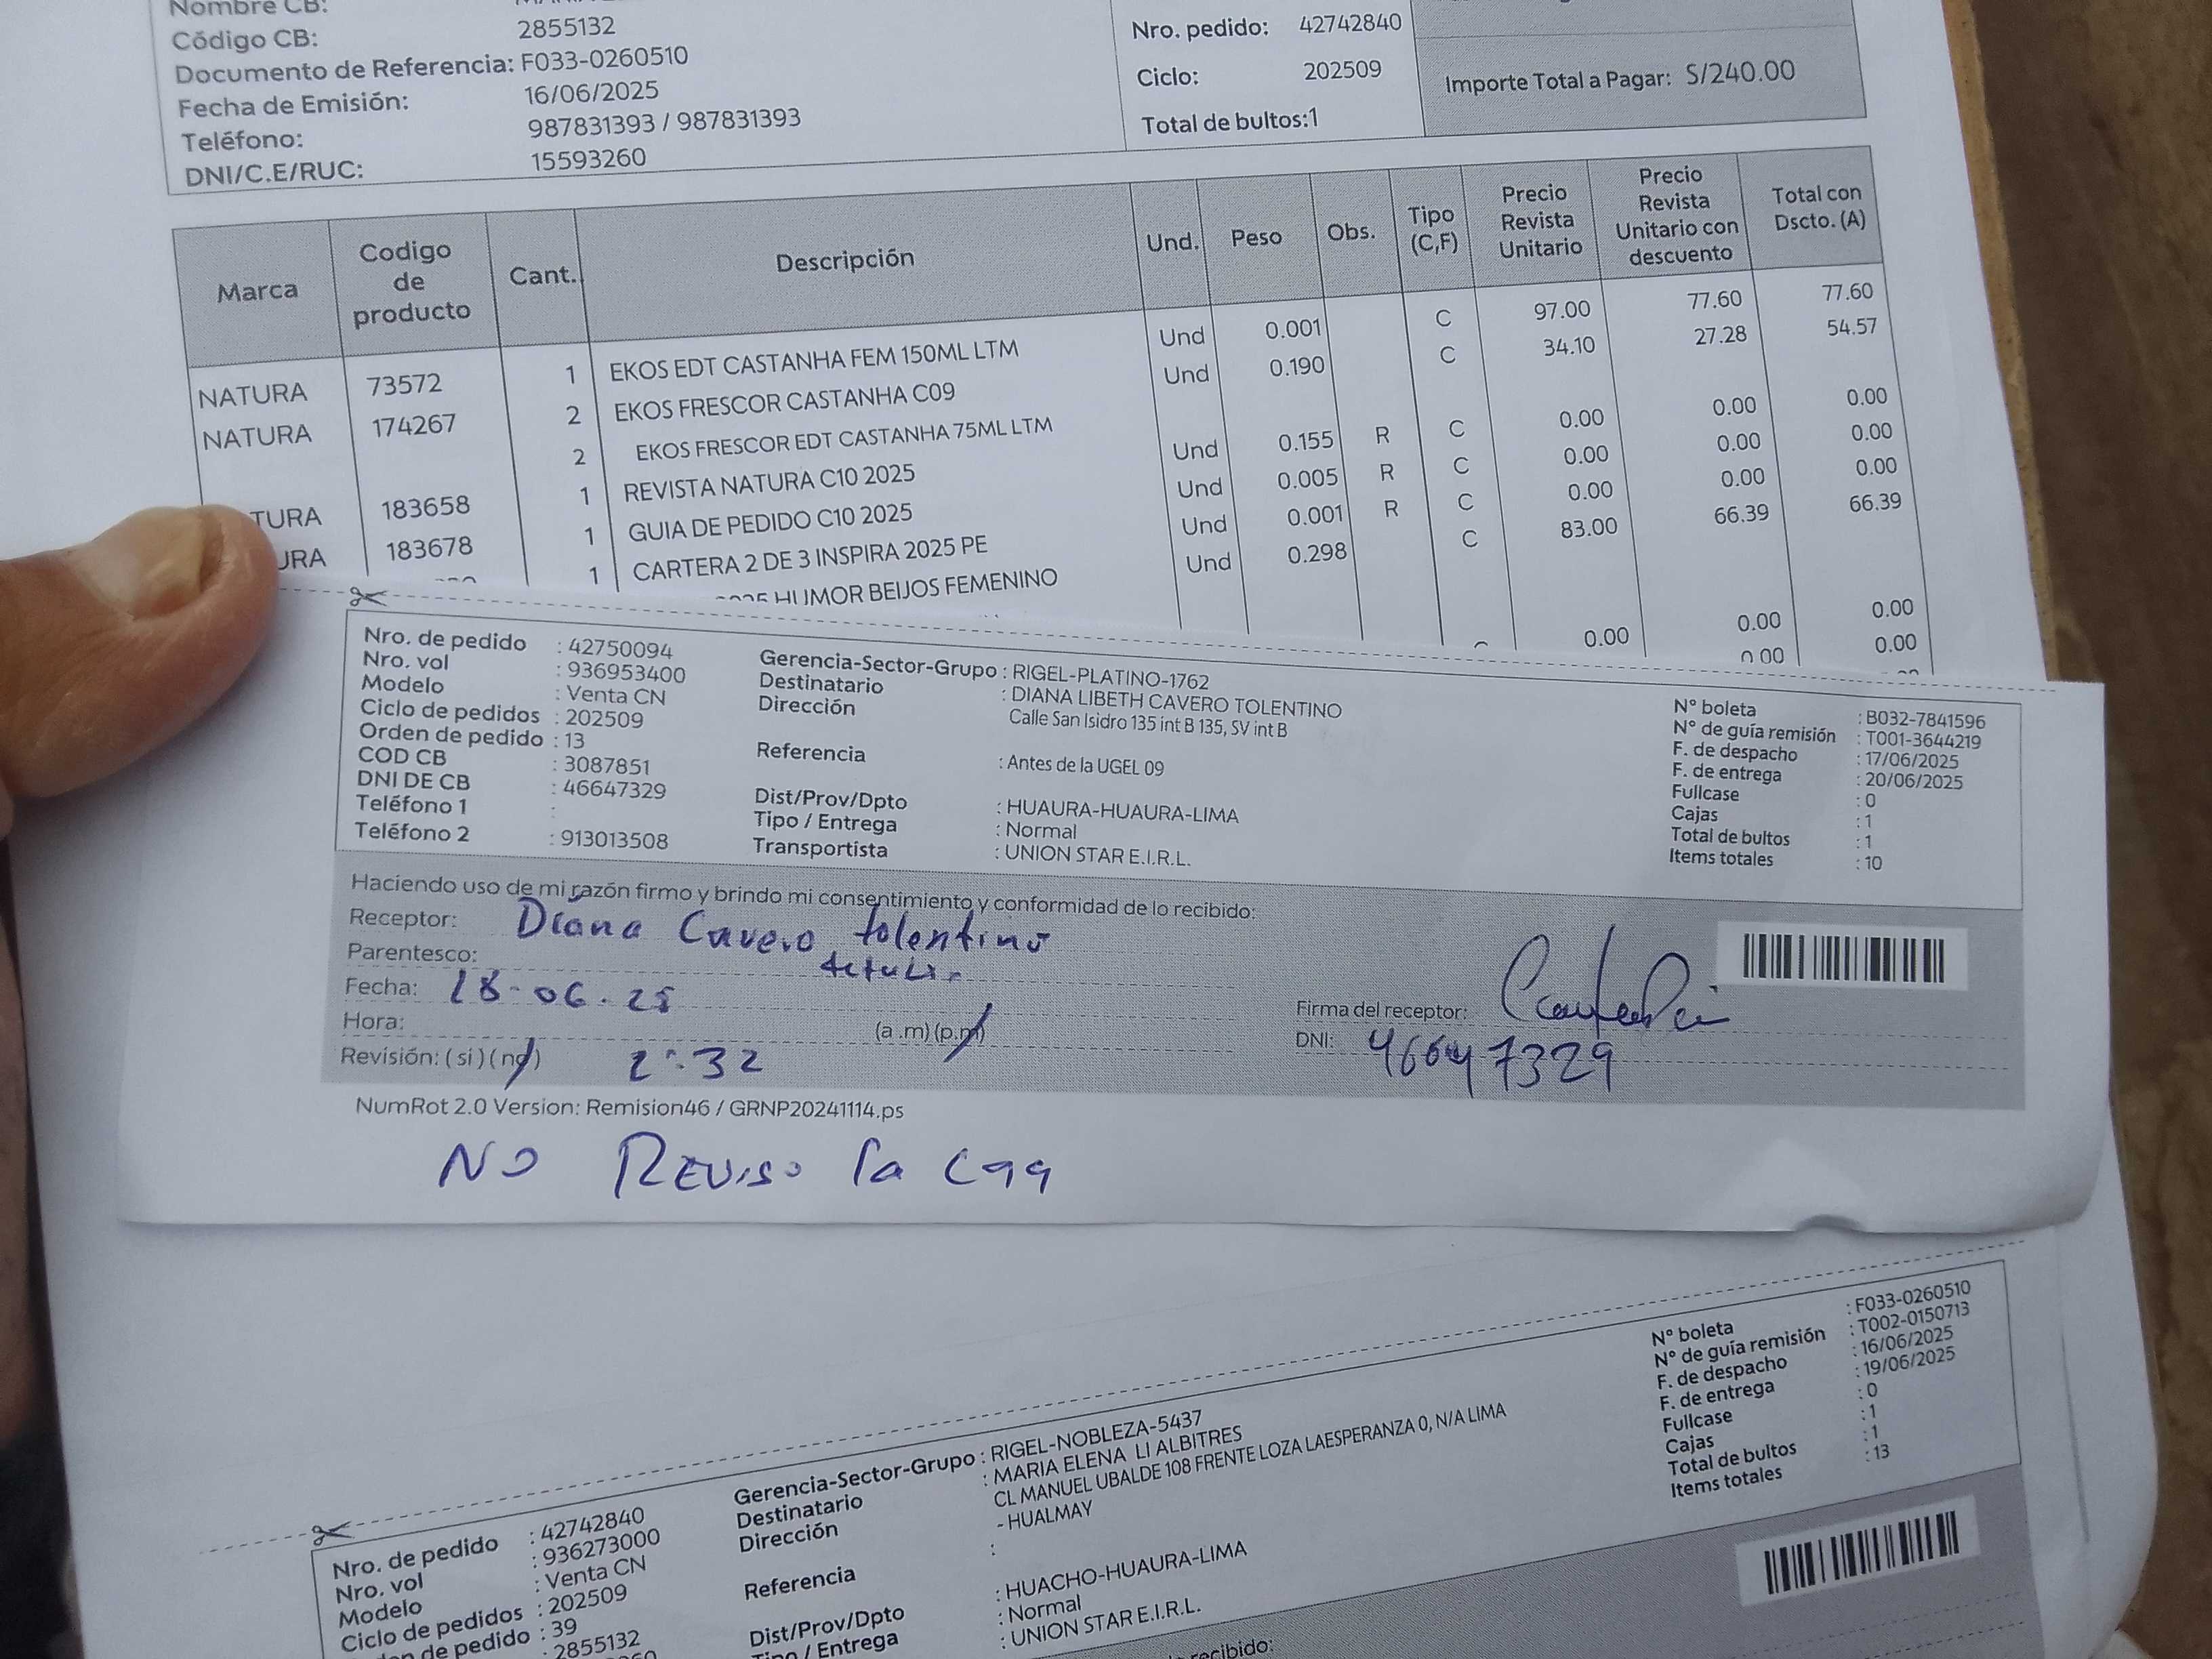 Nombre CB:
Código CB: 2855132
Documento de Referencia: F033-0260510
Fecha de Emisión: 16/06/2025
Teléfono: 987831393 / 987831393
DNI/C.E/RUC: 15593260
Nro. pedido: 42742840
Ciclo: 202509
Total de bultos:1
Importe Total a Pagar: S/240.00
Marca Codigo de producto Cant. Descripción Und. Peso Obs. Tipo (C,F) Precio Revista Unitario Precio Revista Unitario con descuento Total con Dscto. (A)
NATURA 73572 1 EKOS EDT CASTANHA FEM 150ML LTM Und 0.001 C 97.00 77.60 77.60
NATURA 174267 2 EKOS FRESCOR CASTANHA C09 Und 0.190 C 34.10 27.28 54.57
2 EKOS FRESCOR EDT CASTANHA 75ML LTM
TURA 183658 1 REVISTA NATURA C10 2025 Und 0.155 R C 0.00 0.00 0.00
URA 183678 1 GUIA DE PEDIDO C10 2025 Und 0.005 R C 0.00 0.00 0.00
1 CARTERA 2 DE 3 INSPIRA 2025 PE Und 0.001 R C 0.00 0.00 0.00
HUMOR BEIJOS FEMENINO Und 0.298 C 83.00 66.39 66.39
0.00 0.00 0.00
0.00 0.00
Nro. de pedido : 42750094
Nro. vol : 936953400
Modelo : Venta CN
Ciclo de pedidos : 202509
Orden de pedido : 13
COD CB : 3087851
DNI DE CB : 46647329
Teléfono 1 :
Teléfono 2 : 913013508
Gerencia-Sector-Grupo : RIGEL-PLATINO-1762
Destinatario : DIANA LIBETH CAVERO TOLENTINO
Dirección Calle San Isidro 135 int B 135, SV int B
Referencia : Antes de la UGEL 09
Dist/Prov/Dpto : HUAURA-HUAURA-LIMA
Tipo / Entrega : Normal
Transportista : UNION STAR E.I.R.L.
N° boleta : B032-7841596
N° de guía remisión : T001-3644219
F. de despacho : 17/06/2025
F. de entrega : 20/06/2025
Fullcase : 0
Cajas : 1
Total de bultos : 1
Items totales : 10
Haciendo uso de mi razón firmo y brindo mi consentimiento y conformidad de lo recibido:
Receptor: Diana Cavero tolentino
Parentesco:
Fecha: 18-06.25
Hora: (a .m) (p.m)
Revisión: ( si ) ( no ) 2:32
Firma del receptor:
DNI: 46647329
NumRot 2.0 Version: Remision46 / GRNP20241114.ps
NO REViso la
Nro. de pedido : 42742840
Nro. vol : 936273000
Modelo : Venta CN
Ciclo de pedidos : 202509
de pedido : 39
: 2855132
Gerencia-Sector-Grupo : RIGEL-NOBLEZA-5437
Destinatario : MARIA ELENA LI ALBITRES
Dirección CL MANUEL UBALDE 108 FRENTE LOZA LAESPERANZA 0, N/A LIMA
- HUALMAY
Referencia :
Dist/Prov/Dpto : HUACHO-HUAURA-LIMA
/ Entrega : Normal
: UNION STAR E.I.R.L.
N° boleta : F033-0260510
N° de guía remisión : T002-0150713
F. de despacho : 16/06/2025
F. de entrega : 19/06/2025
Fullcase : 0
Cajas : 1
Total de bultos : 1
Items totales : 13
recibido: